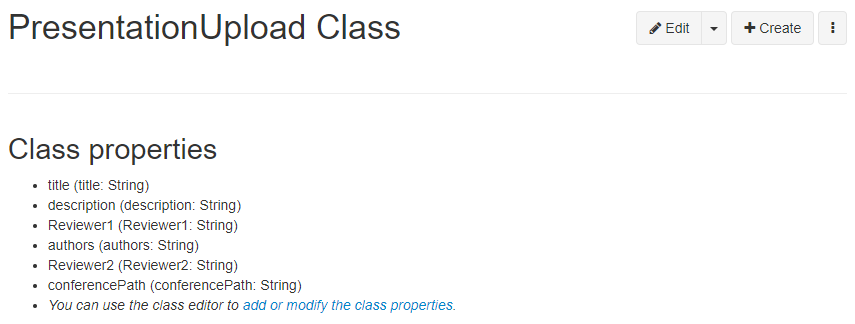 PresentationUpload Class
Edit
Create
Class properties
title (title: String)
description (description: String)
Reviewer1 (Reviewer1: String)
authors (authors: String)
Reviewer2 (Reviewer2: String)
conferencePath (conferencePath: String)
You can use the class editor to add or modify the class properties.